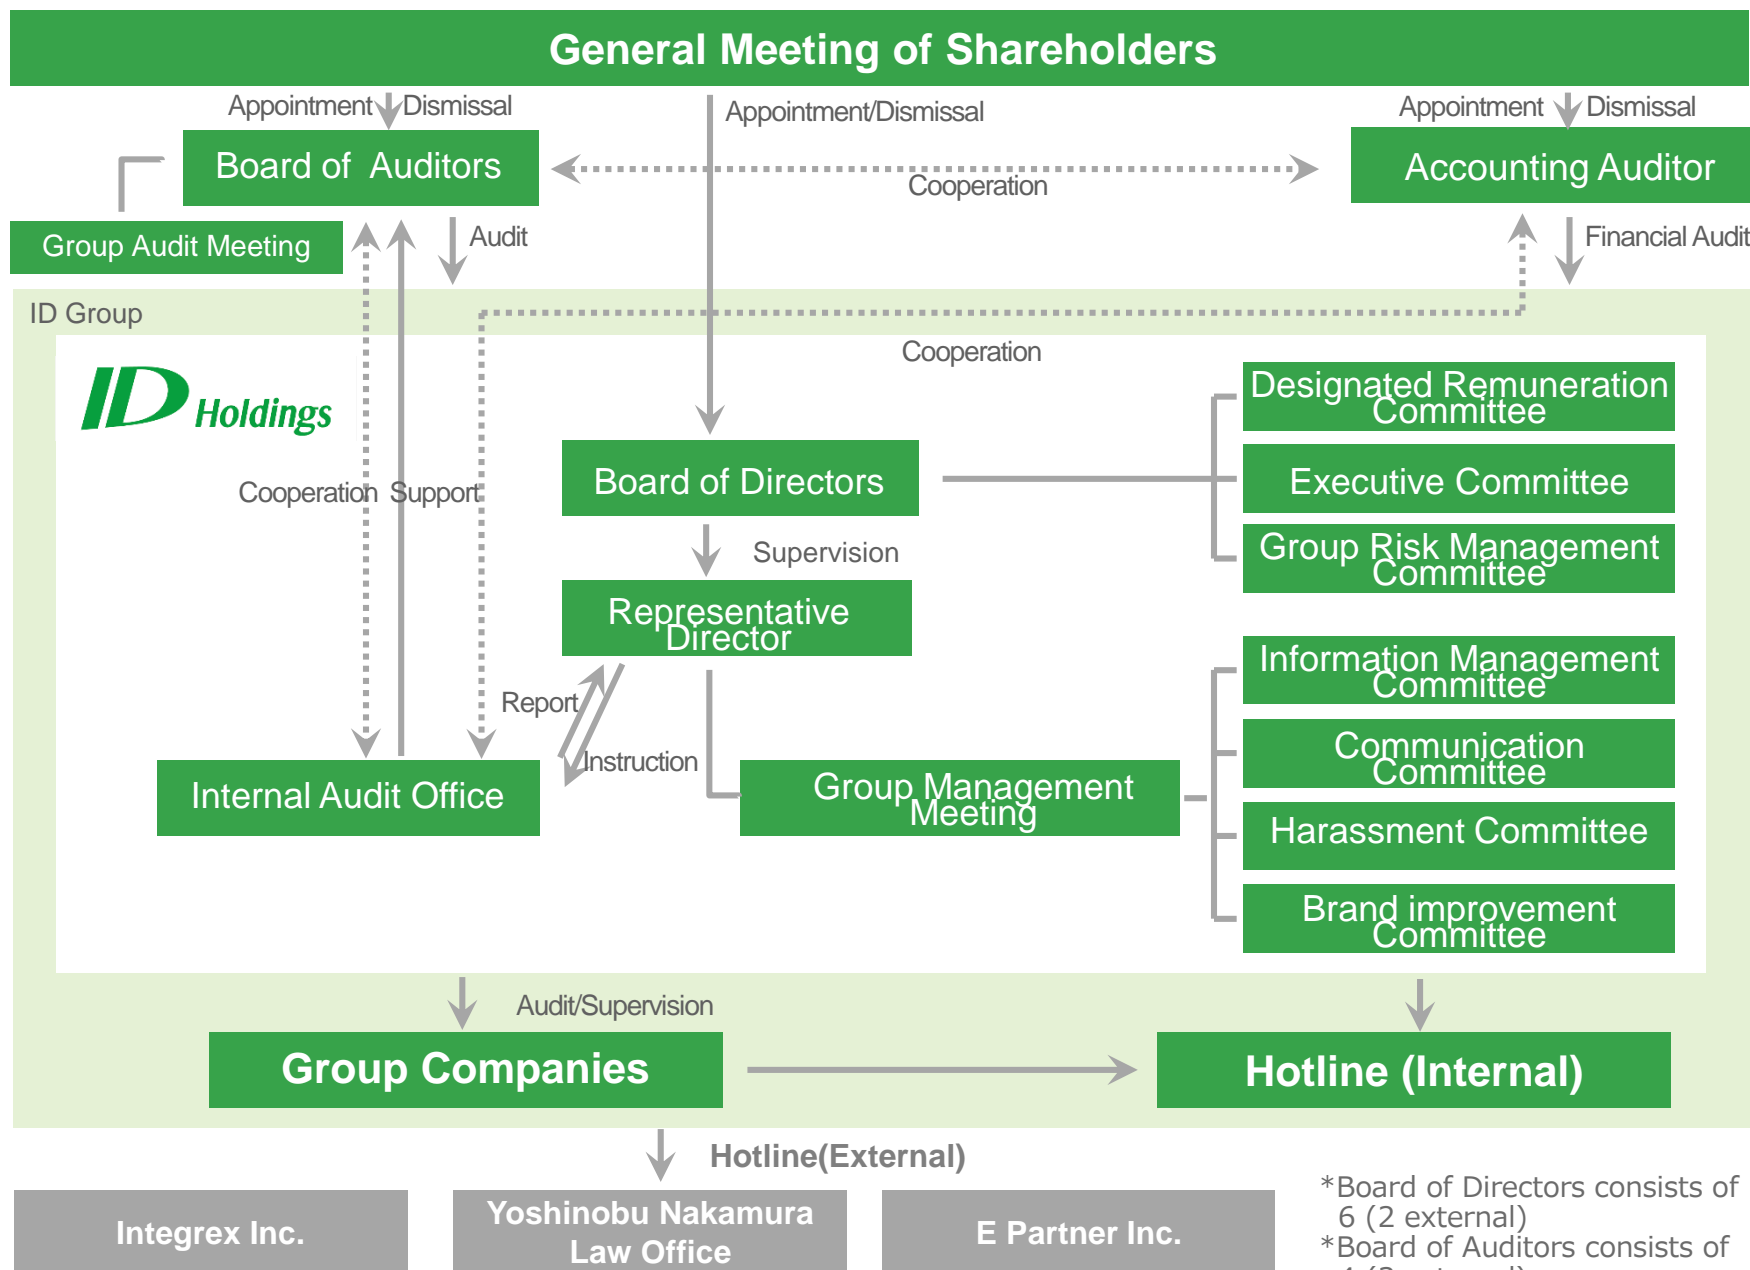 General Meeting of Shareholders
Appointment Dismissal
Appointment/Dismissal
Appointment Dismissal
Board of Auditors
Cooperation
Accounting Auditor
Group Audit Meeting
Audit
Financial Audit
ID Group
Cooperation
ID Holdings
Designated Remuneration
Committee
Cooperation Support
Board of Directors
Executive Committee
Group Risk Management
Committee
Supervision
Representative
Director
Information Management
Committee
Report
Instruction
Communication
Committee
Internal Audit Office
Group Management
Meeting
Harassment Committee
Brand improvement
Committee
Audit/Supervision
Group Companies
Hotline (Internal)
Hotline(External)
Integrex Inc.
Yoshinobu Nakamura
Law Office
E Partner Inc.
*Board of Directors consists of
6 (2 external)
*Board of Auditors consists of